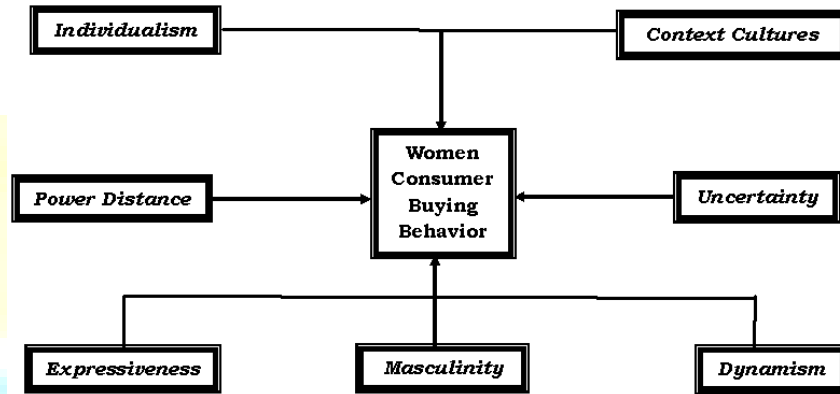 Individualism
Context Cultures
Women
Consumer
Buying
Behavior
Power Distance
Uncertainty
Expressiveness
Masculinity
Dynamism